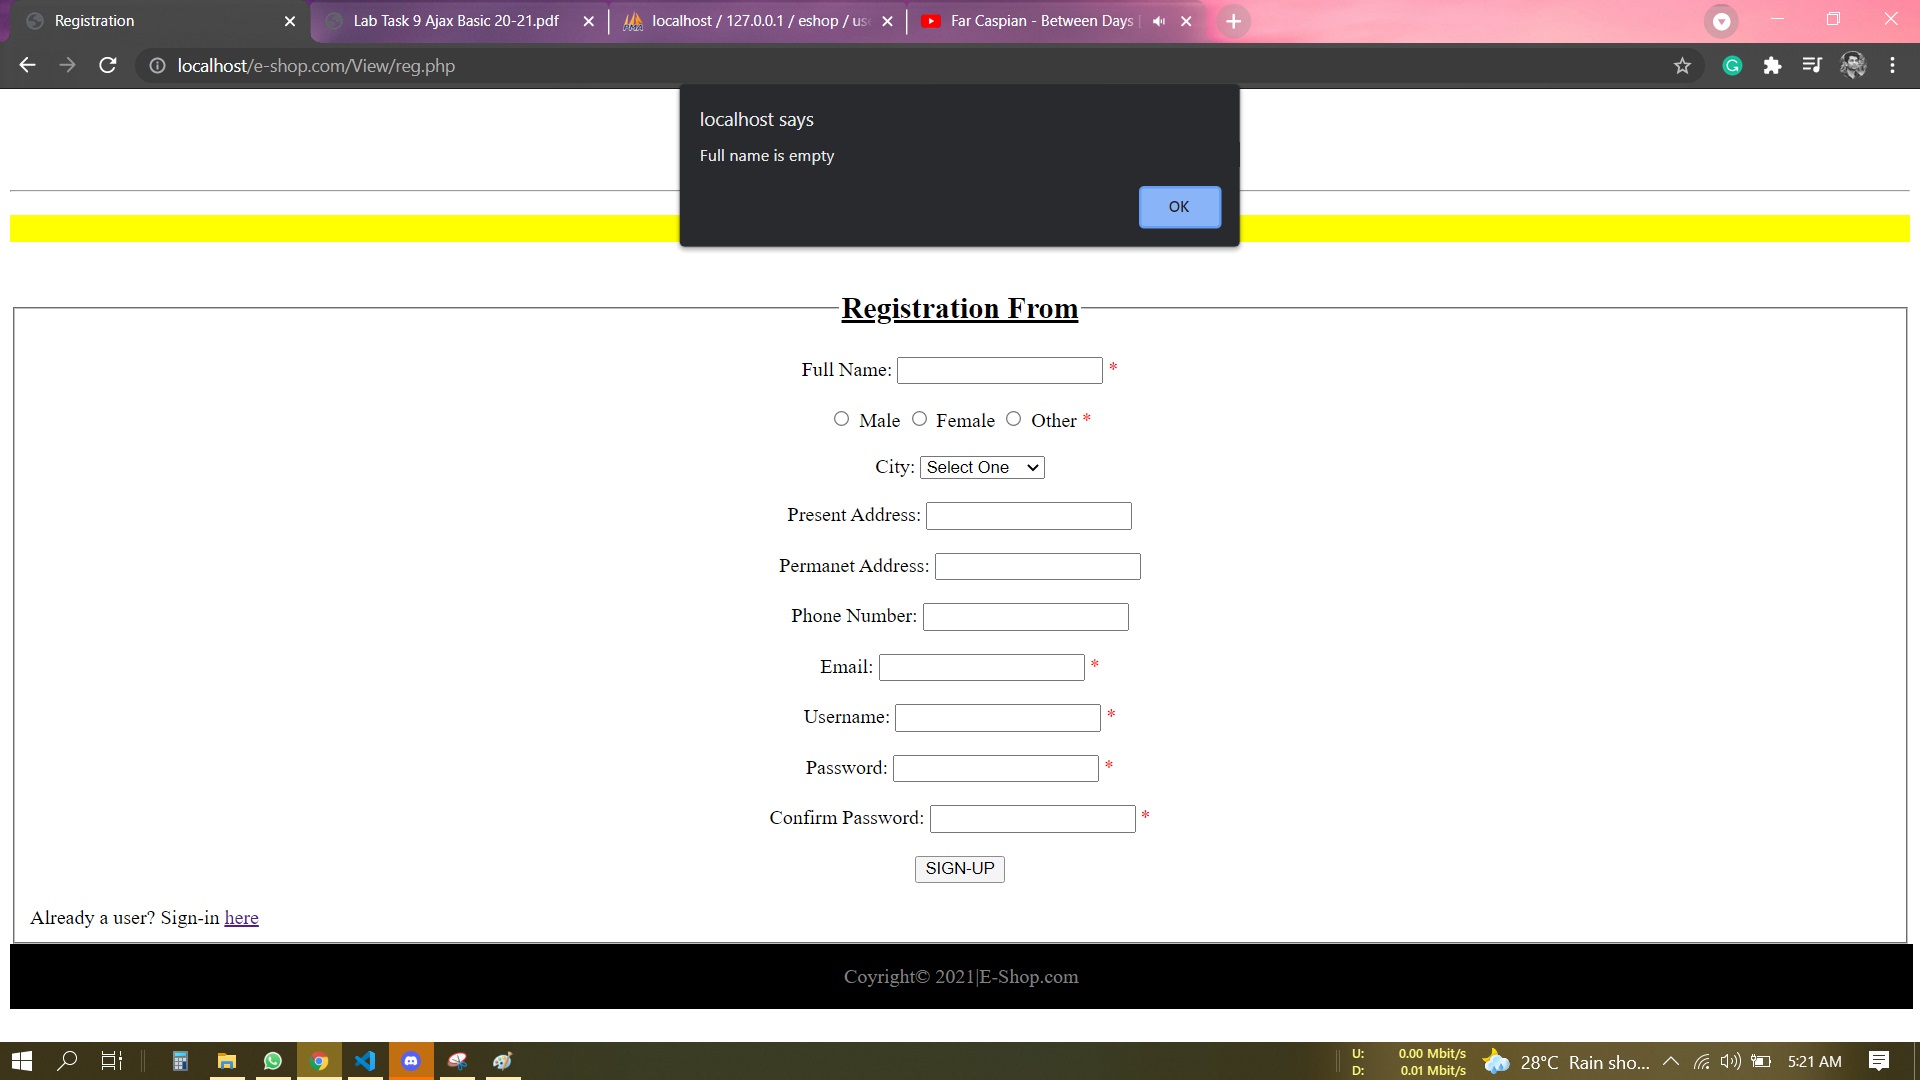 Registration
Lab Task 9 Ajax Basic 20-21.pdf
localhost / 127.0.0.1 / eshop / use
Far Caspian - Between Days |
localhost/e-shop.com/View/reg.php
localhost says
Full name is empty
OK
Registration From
Full Name: *
Male Female Other *
City: Select One
Present Address:
Permanet Address:
Phone Number:
Email: *
Username: *
Password: *
Confirm Password: *
SIGN-UP
Already a user? Sign-in here
Coyright© 2021|E-Shop.com
U: 0.00 Mbit/s
D: 0.01 Mbit/s
28°C Rain sho...
5:21 AM